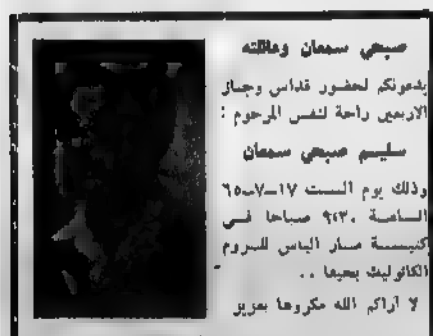 صبحي سمعان وعائلته
يدعونكم لحضور قداس وجناز
الاربعين راحة لنفس المرحوم :
سليم صبحي سمعان
وذلك يوم السبت ١٧-٧-٦٥
الساعة ٩،٣٠ صباحا في
كنيسة مار الياس للروم
الكاثوليك بحيفا ..
لا أراكم الله مكروها بعزيز